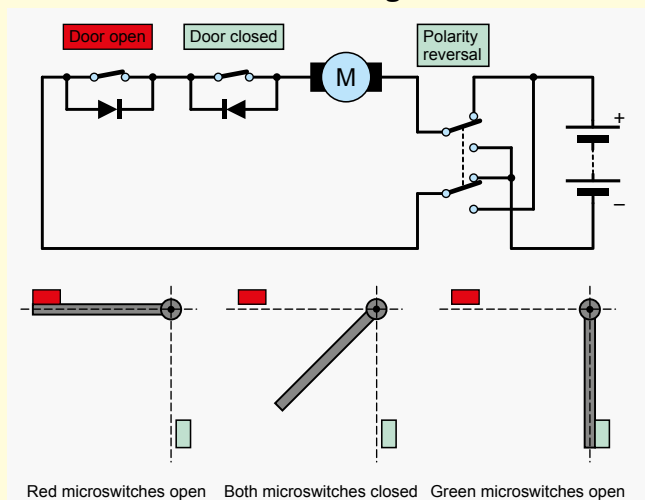 Door open
Door closed
Polarity
reversal
M
+
–
Red microswitches open
Both microswitches closed
Green microswitches open